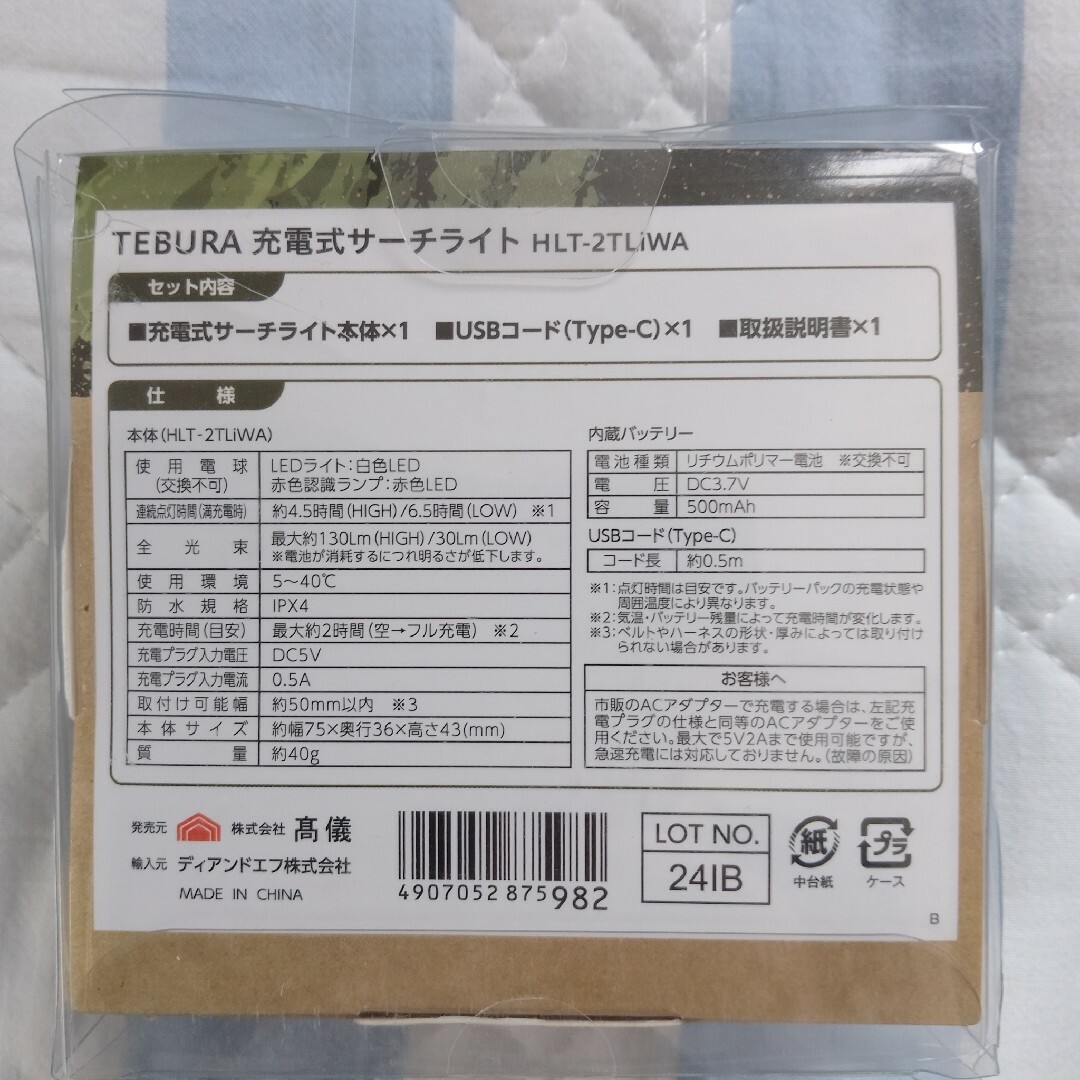 TEBURA 充電式サーチライト HLT-2TLiWA
セット内容
■充電式サーチライト本体×1 ■USBコード(Type-C)×1 ■取扱説明書×1
仕様
本体(HLT-2TLiWA)
使用電球(交換不可) LEDライト:白色LED
赤色認識ランプ:赤色LED
連続点灯時間(満充電時) 約4.5時間(HIGH)/6.5時間(LOW) ※1
全光束 最大約130Lm(HIGH)/30Lm(LOW)
※電池が消耗するにつれ明るさが低下します。
使用環境 5〜40℃
防水規格 IPX4
充電時間(目安) 最大約2時間(空→フル充電) ※2
充電プラグ入力電圧 DC5V
充電プラグ入力電流 0.5A
取付け可能幅 約50mm以内 ※3
本体サイズ 約幅75×奥行36×高さ43(mm)
質量 約40g
内蔵バッテリー
電池種類 リチウムポリマー電池 ※交換不可
電圧 DC3.7V
容量 500mAh
USBコード(Type-C)
コード長 約0.5m
※1:点灯時間は目安です。バッテリーパックの充電状態や
周囲温度により異なります。
※2:気温・バッテリー残量によって充電時間が変化します。
※3:ベルトやハーネスの形状・厚みによっては取り付け
られない場合があります。
お客様へ
市販のACアダプターで充電する場合は、左記充
電プラグの仕様と同等のACアダプターをご使
用ください。最大で5V2Aまで使用可能ですが、
急速充電には対応しておりません。(故障の原因)
発売元 株式会社 髙儀
輸入元 ディアンドエフ株式会社
MADE IN CHINA
4907052875982
LOT NO.
24IB
紙
中台紙
プラ
ケース
B